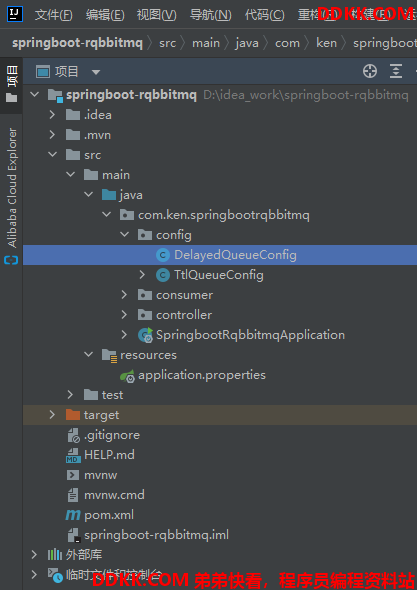 文件(F) 编辑(E) 视图(V) 导航(N) 代码(C) 重构(R) 构建(B)
DDKK.COM
springboot-rqbbitmq src main java com ken springboot
项目
项目
Alibaba Cloud Explorer
springboot-rqbbitmq D:\idea_work\springboot-rqbbitmq
.idea
.mvn
src
main
java
com.ken.springbootrqbbitmq
config
DelayedQueueConfig
TtlQueueConfig
consumer
controller
SpringbootRqbbitmqApplication
resources
application.properties
test
target
.gitignore
HELP.md
mvnw
mvnw.cmd
pom.xml
springboot-rqbbitmq.iml
外部库
临时文件和控制台
DDKK.COM 弟弟快看，程序员编程资料站